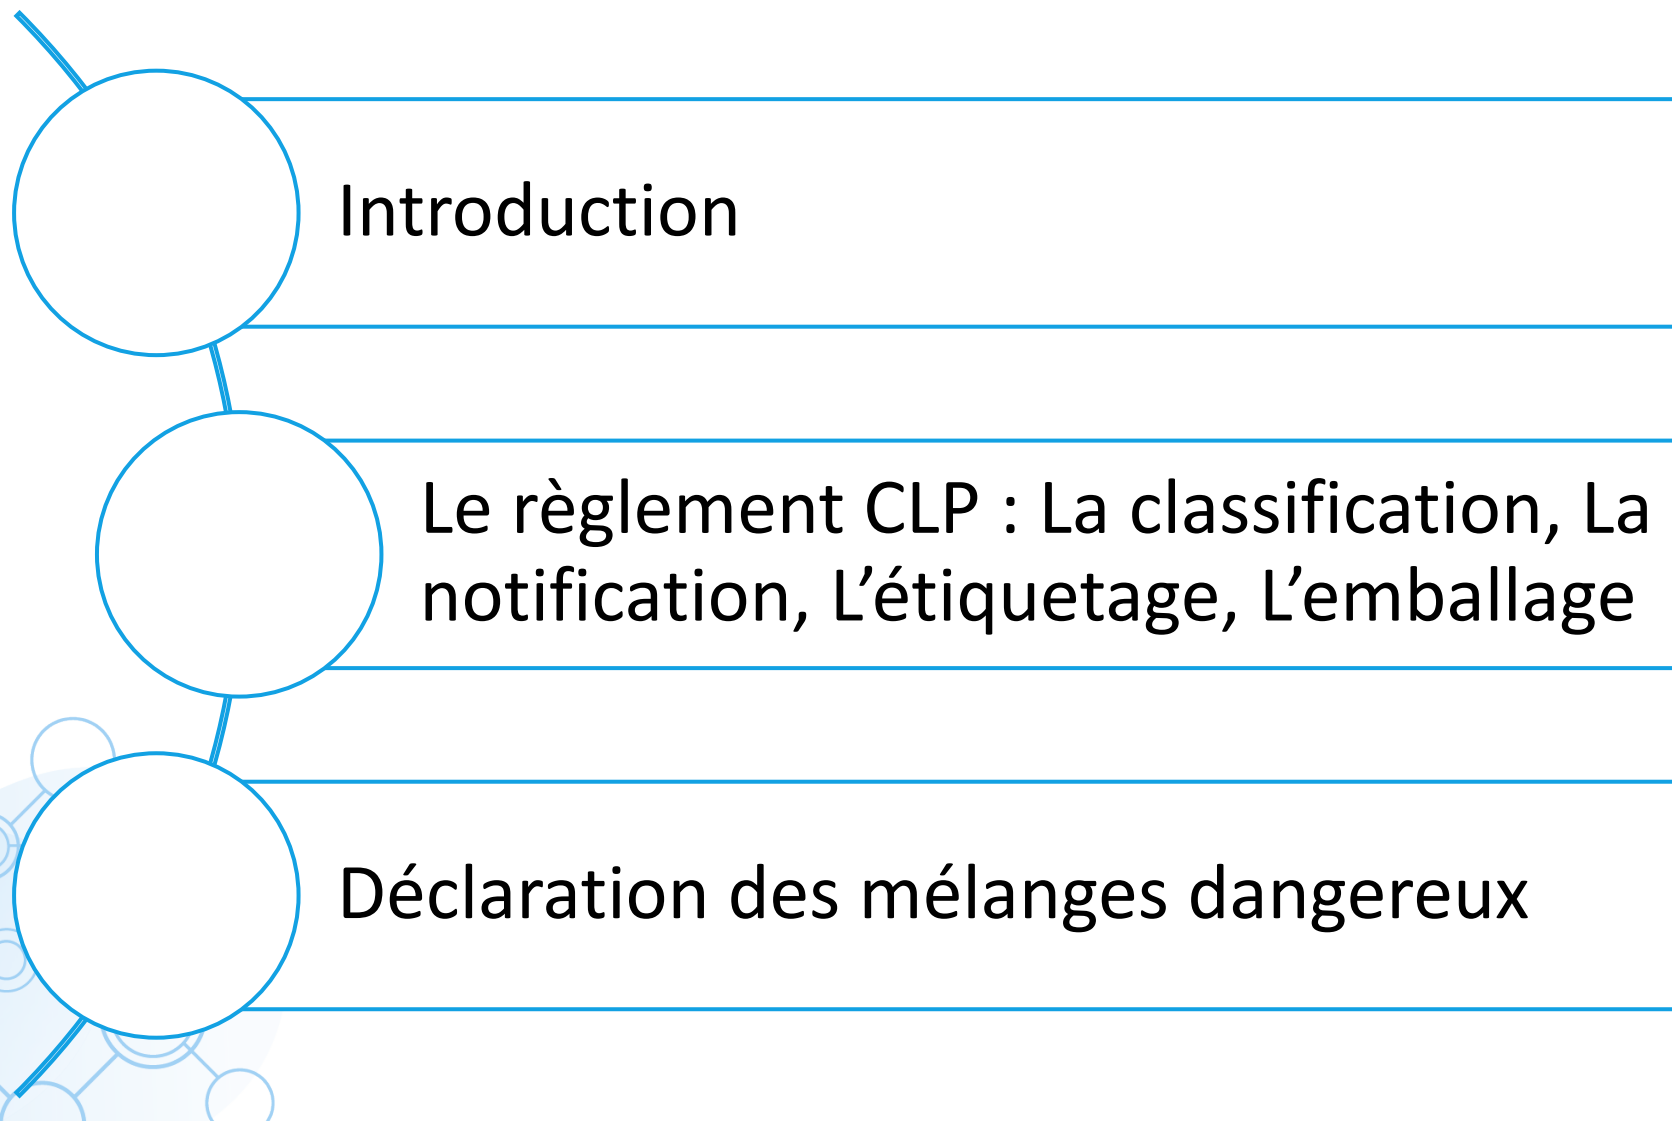 Introduction
Le règlement CLP : La classification, La
notification, L’étiquetage, L’emballage
Déclaration des mélanges dangereux